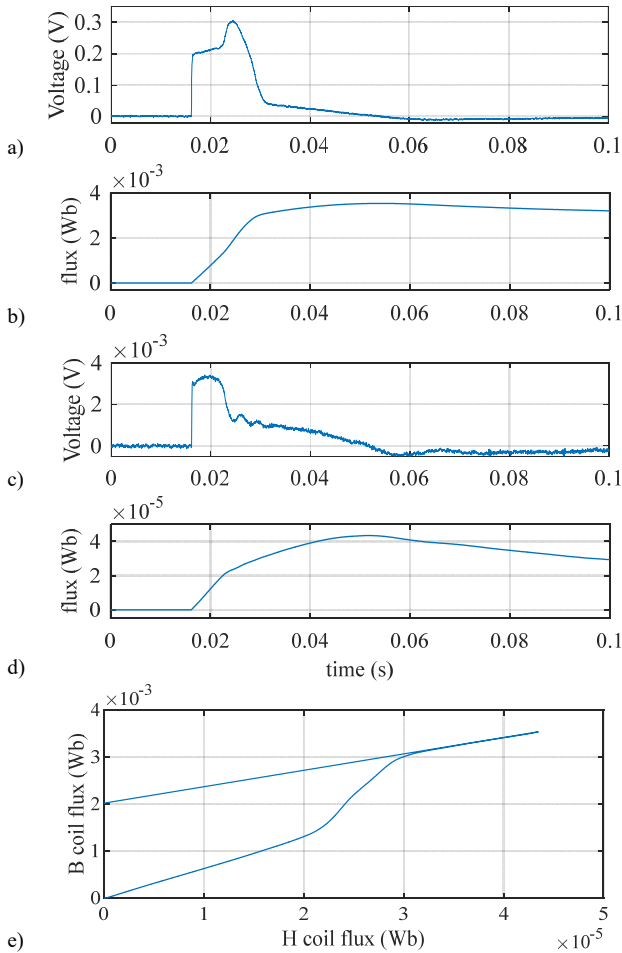 Voltage (V)
0.3
0.2
0.1
0
0 0.02 0.04 0.06 0.08 0.1
a)
×10-3
flux (Wb)
4
2
0
0 0.02 0.04 0.06 0.08 0.1
b)
×10-3
Voltage (V)
4
2
0
0 0.02 0.04 0.06 0.08 0.1
c)
×10-5
flux (Wb)
4
2
0
0 0.02 0.04 0.06 0.08 0.1
time (s)
d)
×10-3
B coil flux (Wb)
4
3
2
1
0
0 1 2 3 4 5
H coil flux (Wb)
×10-5
e)